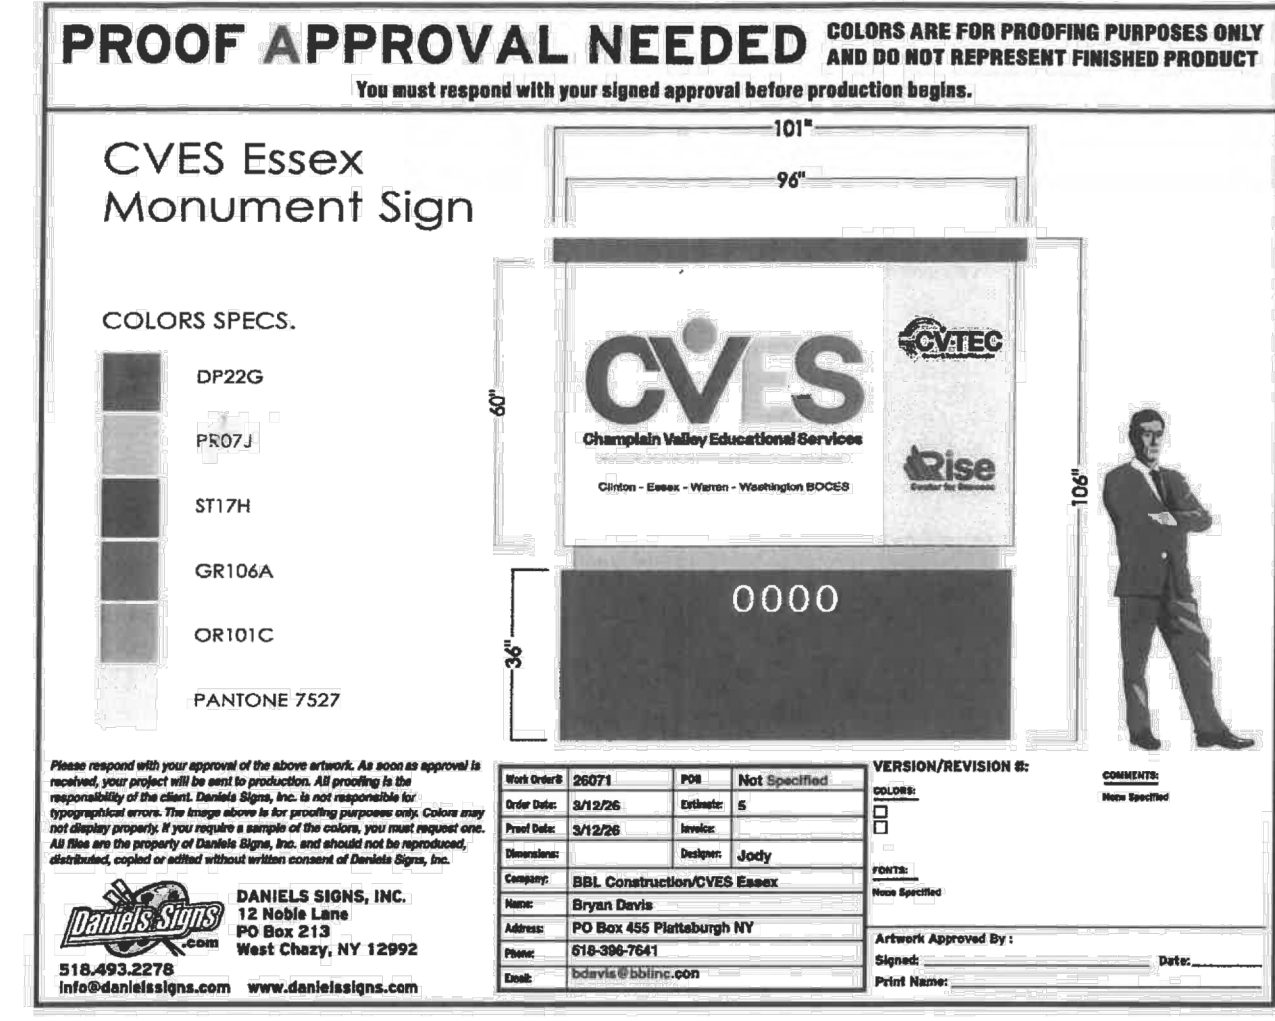 PROOF APPROVAL NEEDED
COLORS ARE FOR PROOFING PURPOSES ONLY
AND DO NOT REPRESENT FINISHED PRODUCT
You must respond with your signed approval before production begins.
CVES Essex
Monument Sign
COLORS SPECS.
DP22G
PR07J
ST17H
GR106A
OR101C
PANTONE 7527
101"
96"
60"
106"
36"
CVES
Champlain Valley Educational Services
Clinton - Essex - Warren - Washington BOCES
CVTEC
Rise
Center for Success
0000
Please respond with your approval of the above artwork. As soon as approval is
received, your project will be sent to production. All proofing is the
responsibility of the client. Daniels Signs, Inc. is not responsible for
typographical errors. The image above is for proofing purposes only. Colors may
not display properly. If you require a sample of the colors, you must request one.
All files are the property of Daniels Signs, Inc. and should not be reproduced,
distributed, copied or edited without written consent of Daniels Signs, Inc.
Daniels Signs
.com
DANIELS SIGNS, INC.
12 Noble Lane
PO Box 213
West Chazy, NY 12992
518.493.2278
info@danielssigns.com www.danielssigns.com
Work Order# 26071 PO# Not Specified
Order Date: 3/12/26 Estimate: 5
Proof Date: 3/12/26 Invoice:
Dimensions: Designer: Jody
Company: BBL Construction/CVES Essex
Name: Bryan Davis
Address: PO Box 455 Plattsburgh NY
Phone: 518-396-7641
Email: bdavis@bblinc.con
VERSION/REVISION #:
COLORS:
FONTS:
None Specified
COMMENTS:
None Specified
Artwork Approved By :
Signed: Date:
Print Name: